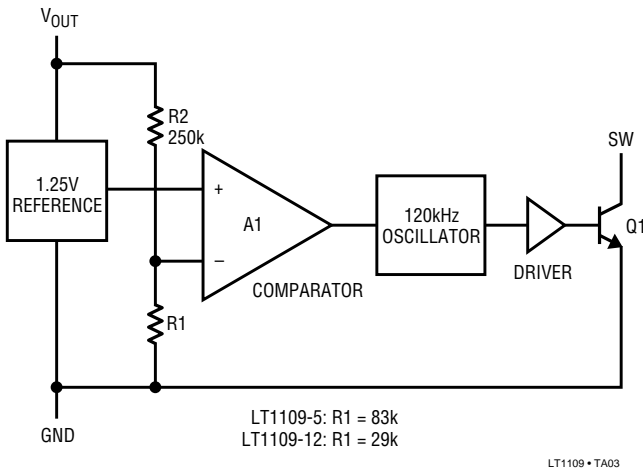 VOUT
R2
250k
SW
1.25V
REFERENCE
+
A1
120kHz
OSCILLATOR
Q1
−
DRIVER
COMPARATOR
R1
LT1109-5: R1 = 83k
LT1109-12: R1 = 29k
GND
LT1109 • TA03